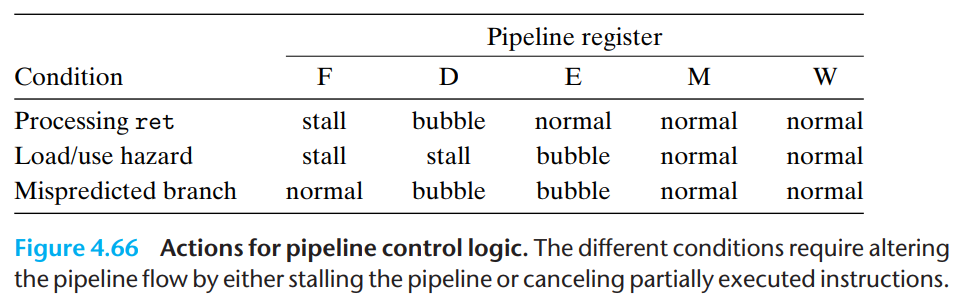 Pipeline register
Condition F D E M W
Processing ret stall bubble normal normal normal
Load/use hazard stall stall bubble normal normal
Mispredicted branch normal bubble bubble normal normal
Figure 4.66 Actions for pipeline control logic. The different conditions require altering
the pipeline flow by either stalling the pipeline or canceling partially executed instructions.